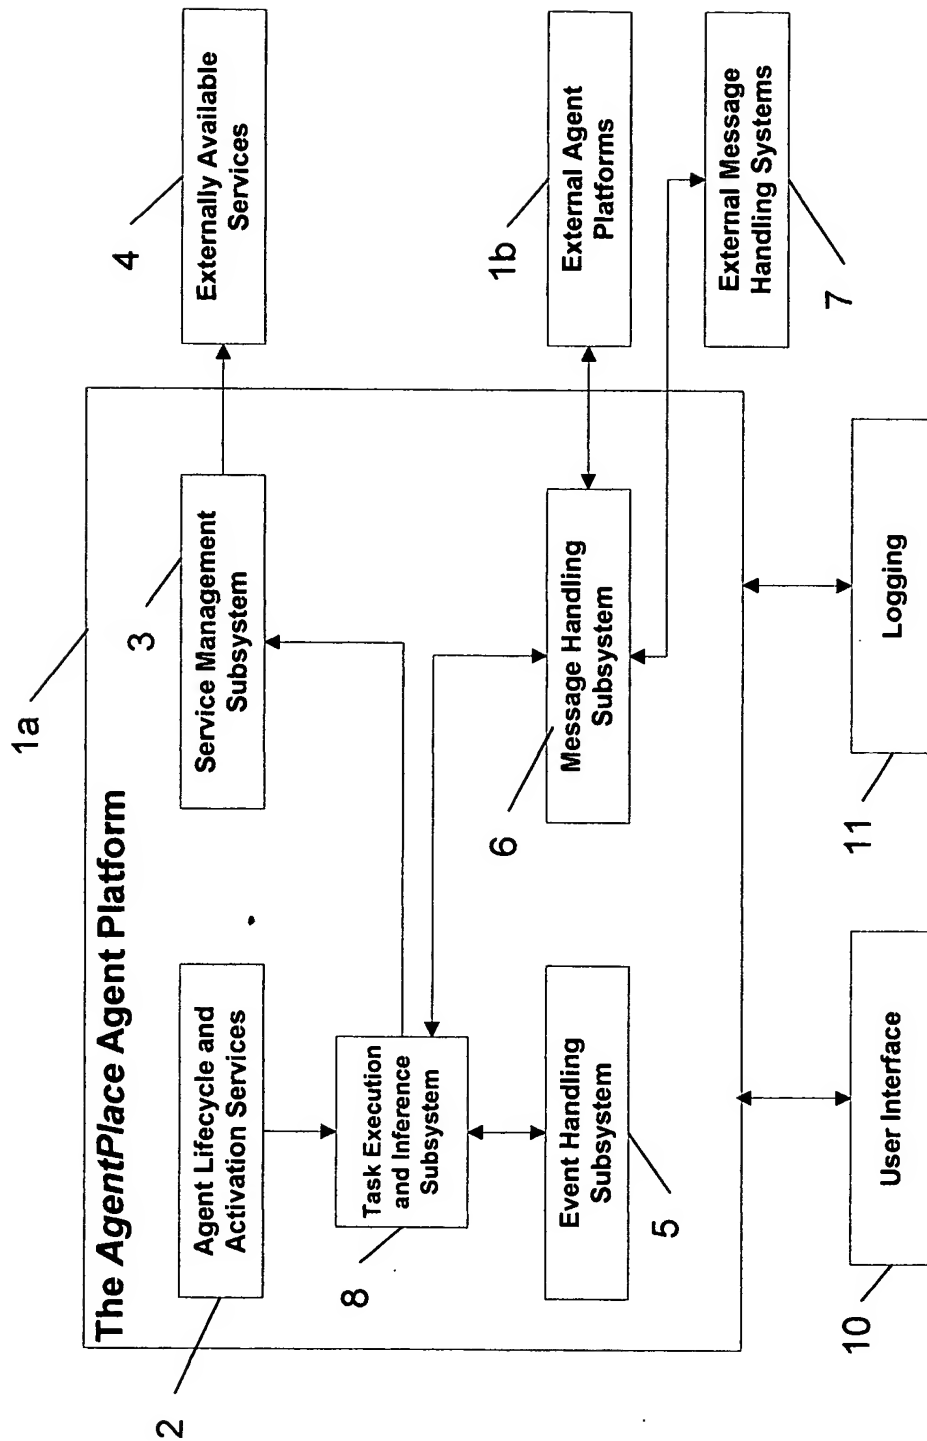 1a
The AgentPlace Agent Platform
2
Agent Lifecycle and
Activation Services
3
Service Management
Subsystem
4
Externally Available
Services
Task Execution
and Inference
Subsystem
8
Event Handling
Subsystem
5
6
Message Handling
Subsystem
1b
External Agent
Platforms
External Message
Handling Systems
7
User Interface
10
Logging
11